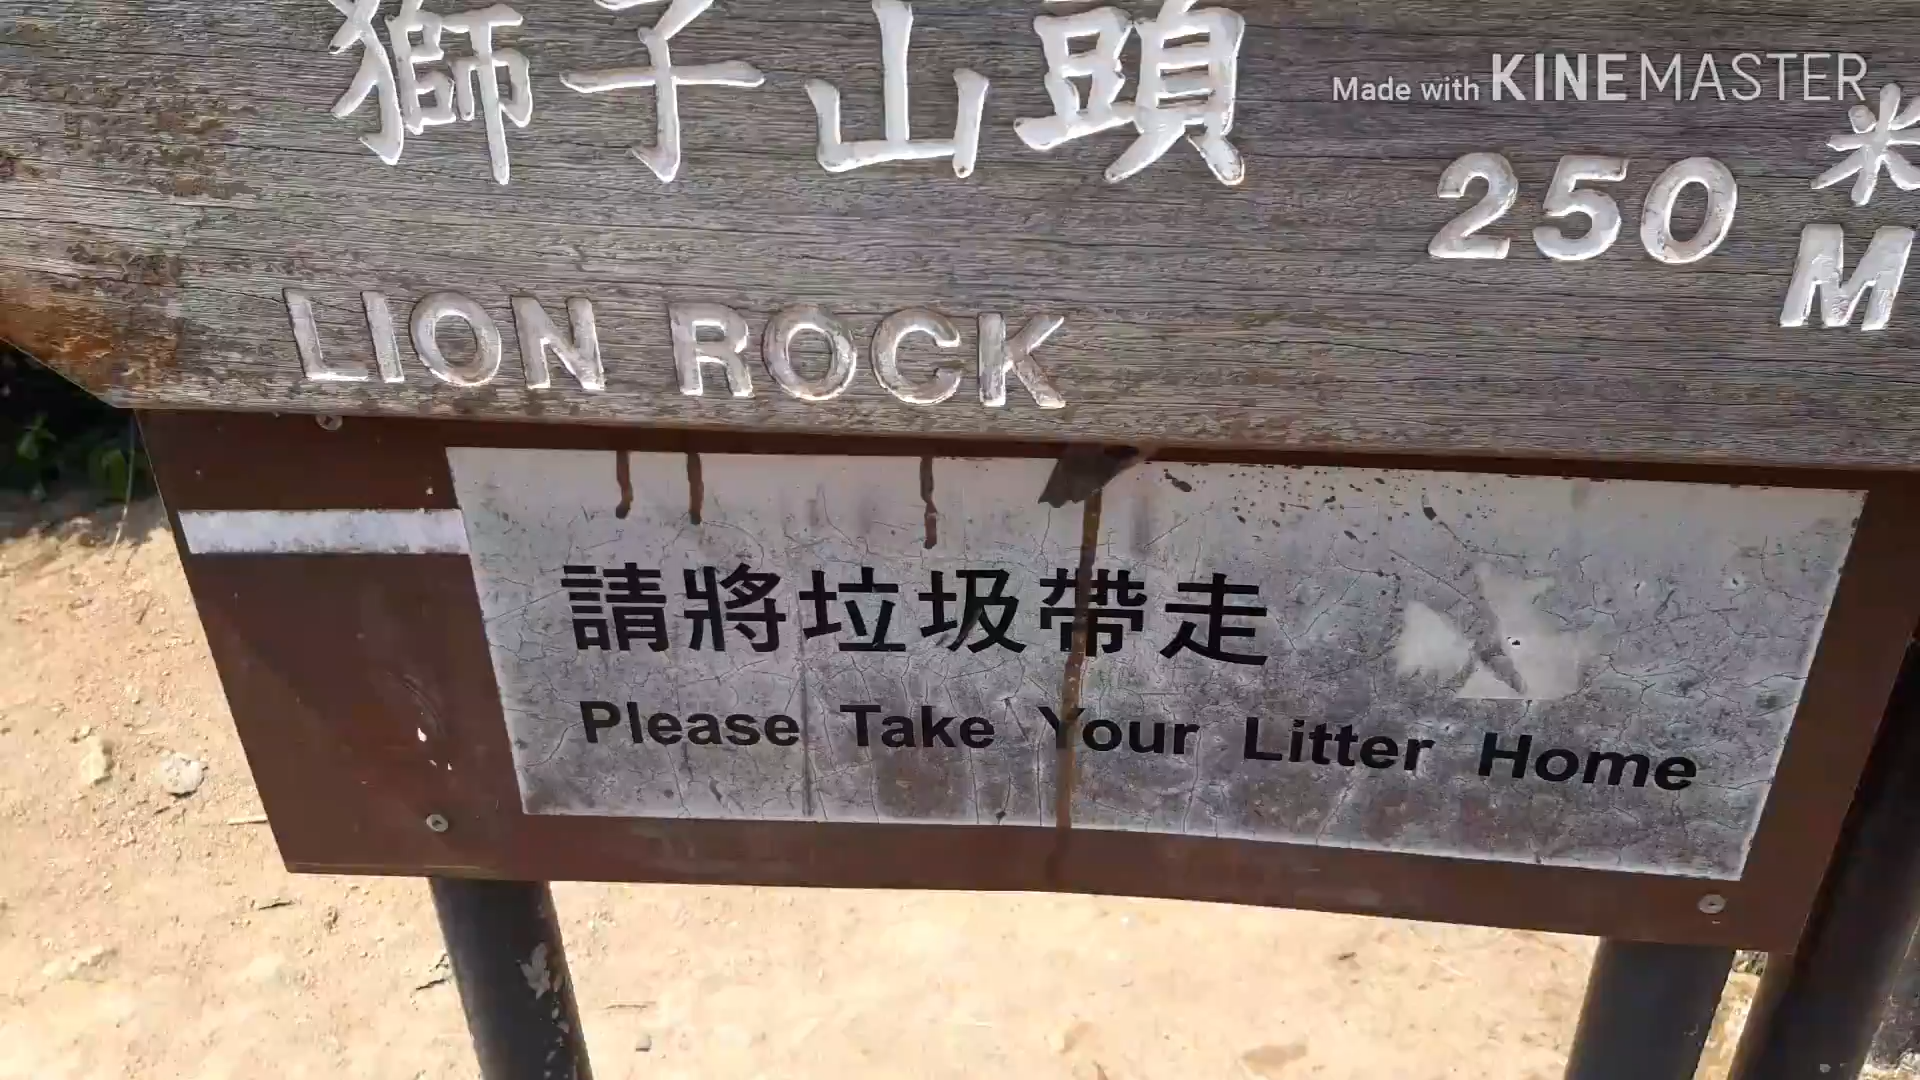 獅子山頭
Made with KINEMASTER
250 米
M
LION ROCK
請將垃圾帶走
Please Take Your Litter Home